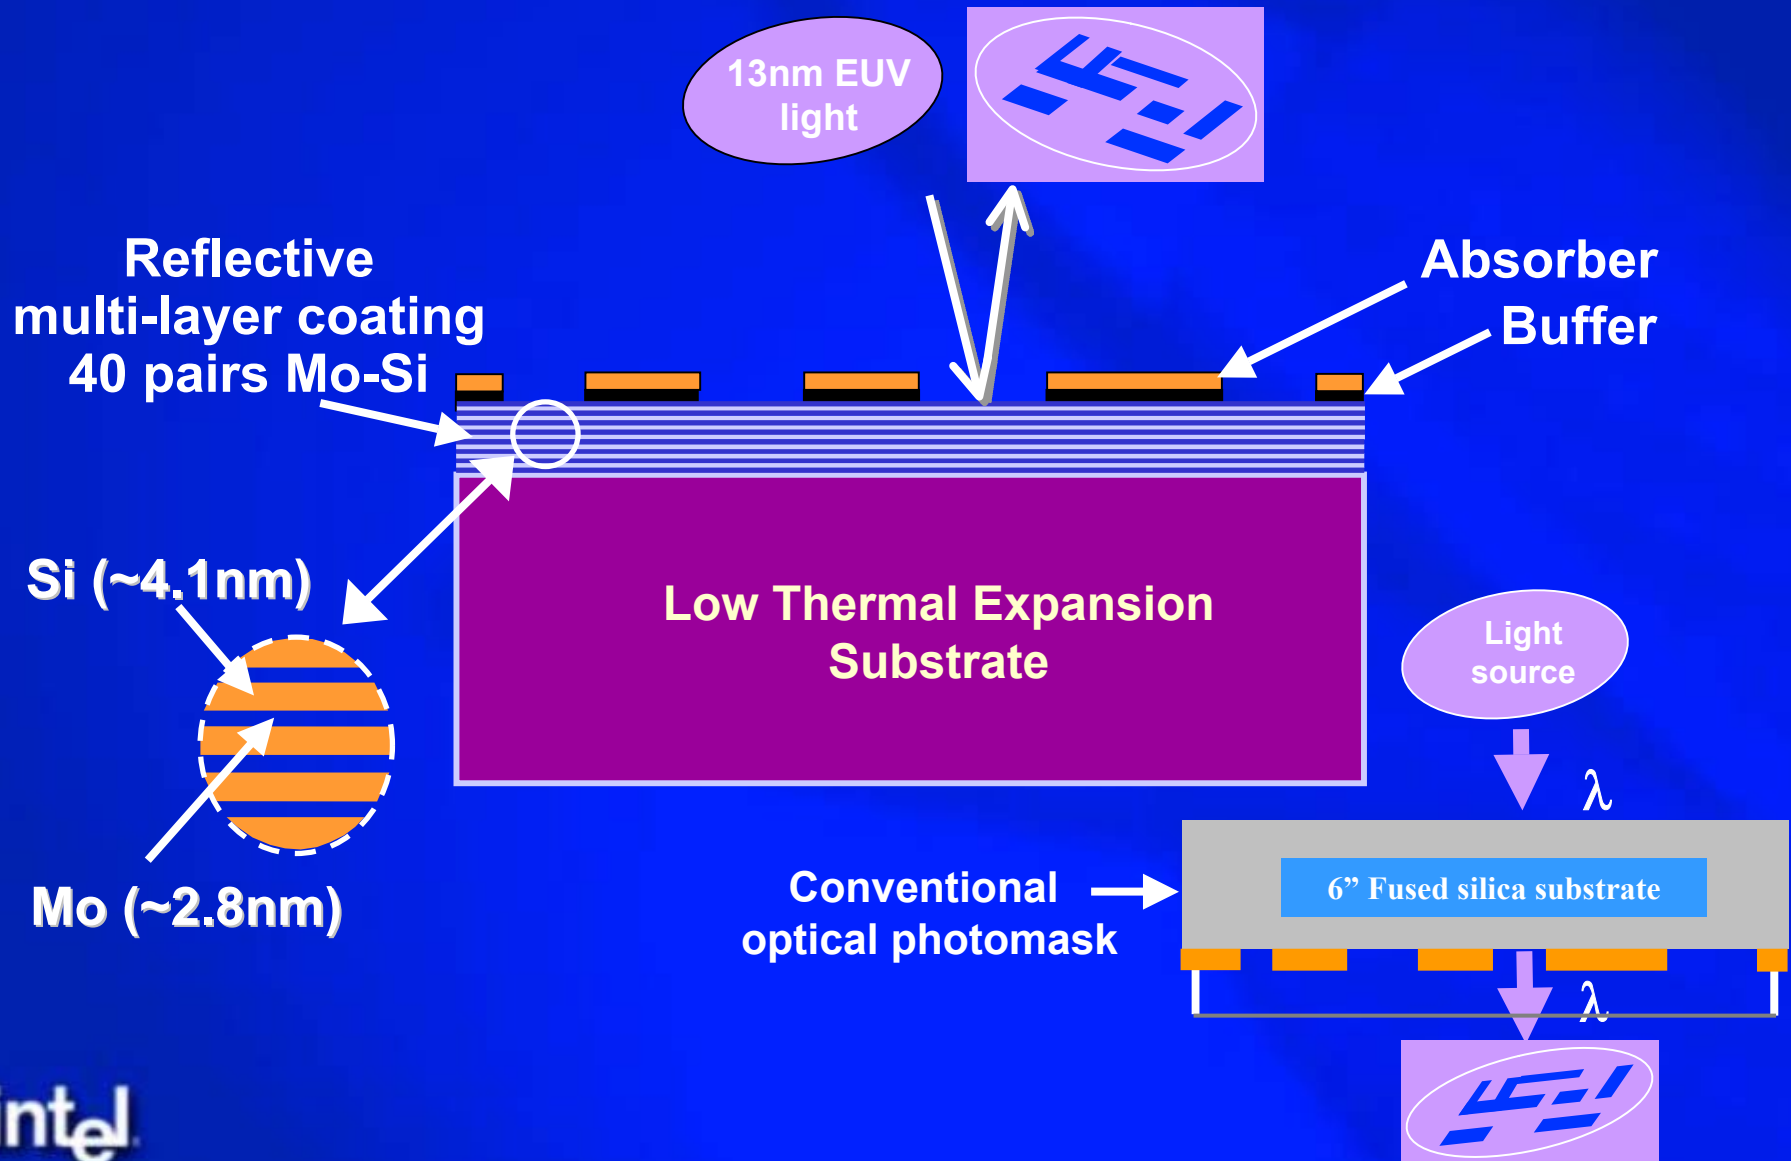 13nm EUV
light
Reflective
multi-layer coating
40 pairs Mo-Si
Absorber
Buffer
Si (~4.1nm)
Low Thermal Expansion
Substrate
Light
source
λ
Mo (~2.8nm)
Conventional
optical photomask
6” Fused silica substrate
λ
intel